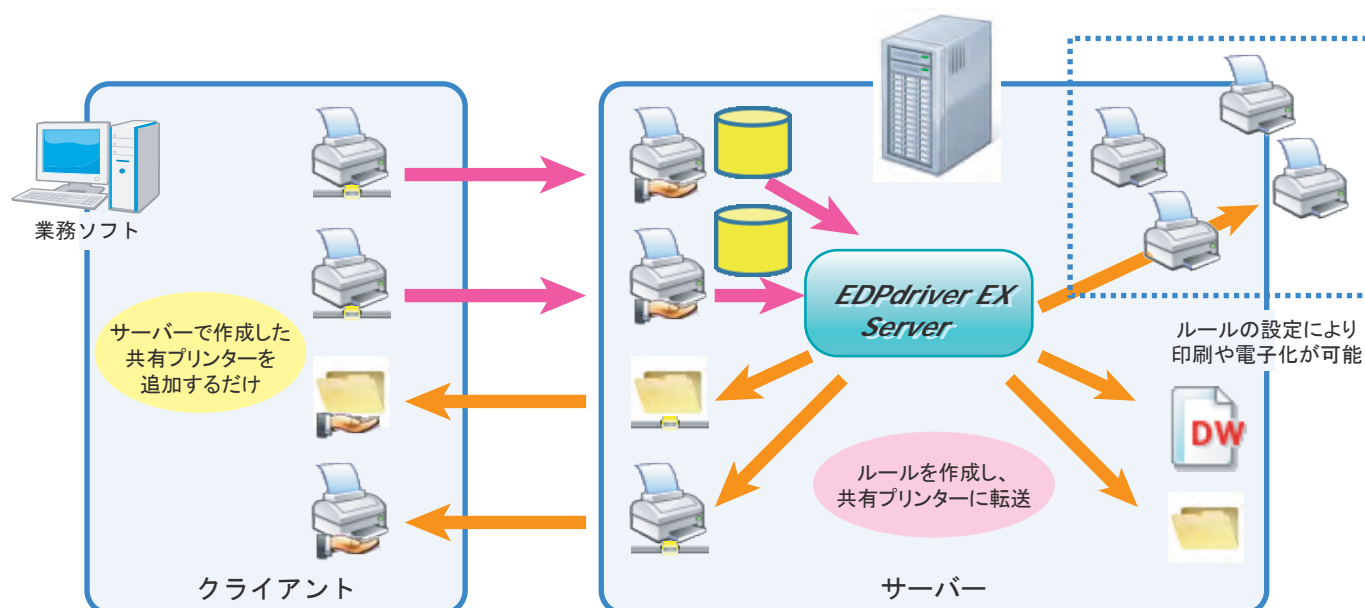 業務ソフト
サーバーで作成した
共有プリンターを
追加するだけ
クライアント
EDPdriver EX
Server
ルールの設定により
印刷や電子化が可能
DW
ルールを作成し、
共有プリンターに転送
サーバー